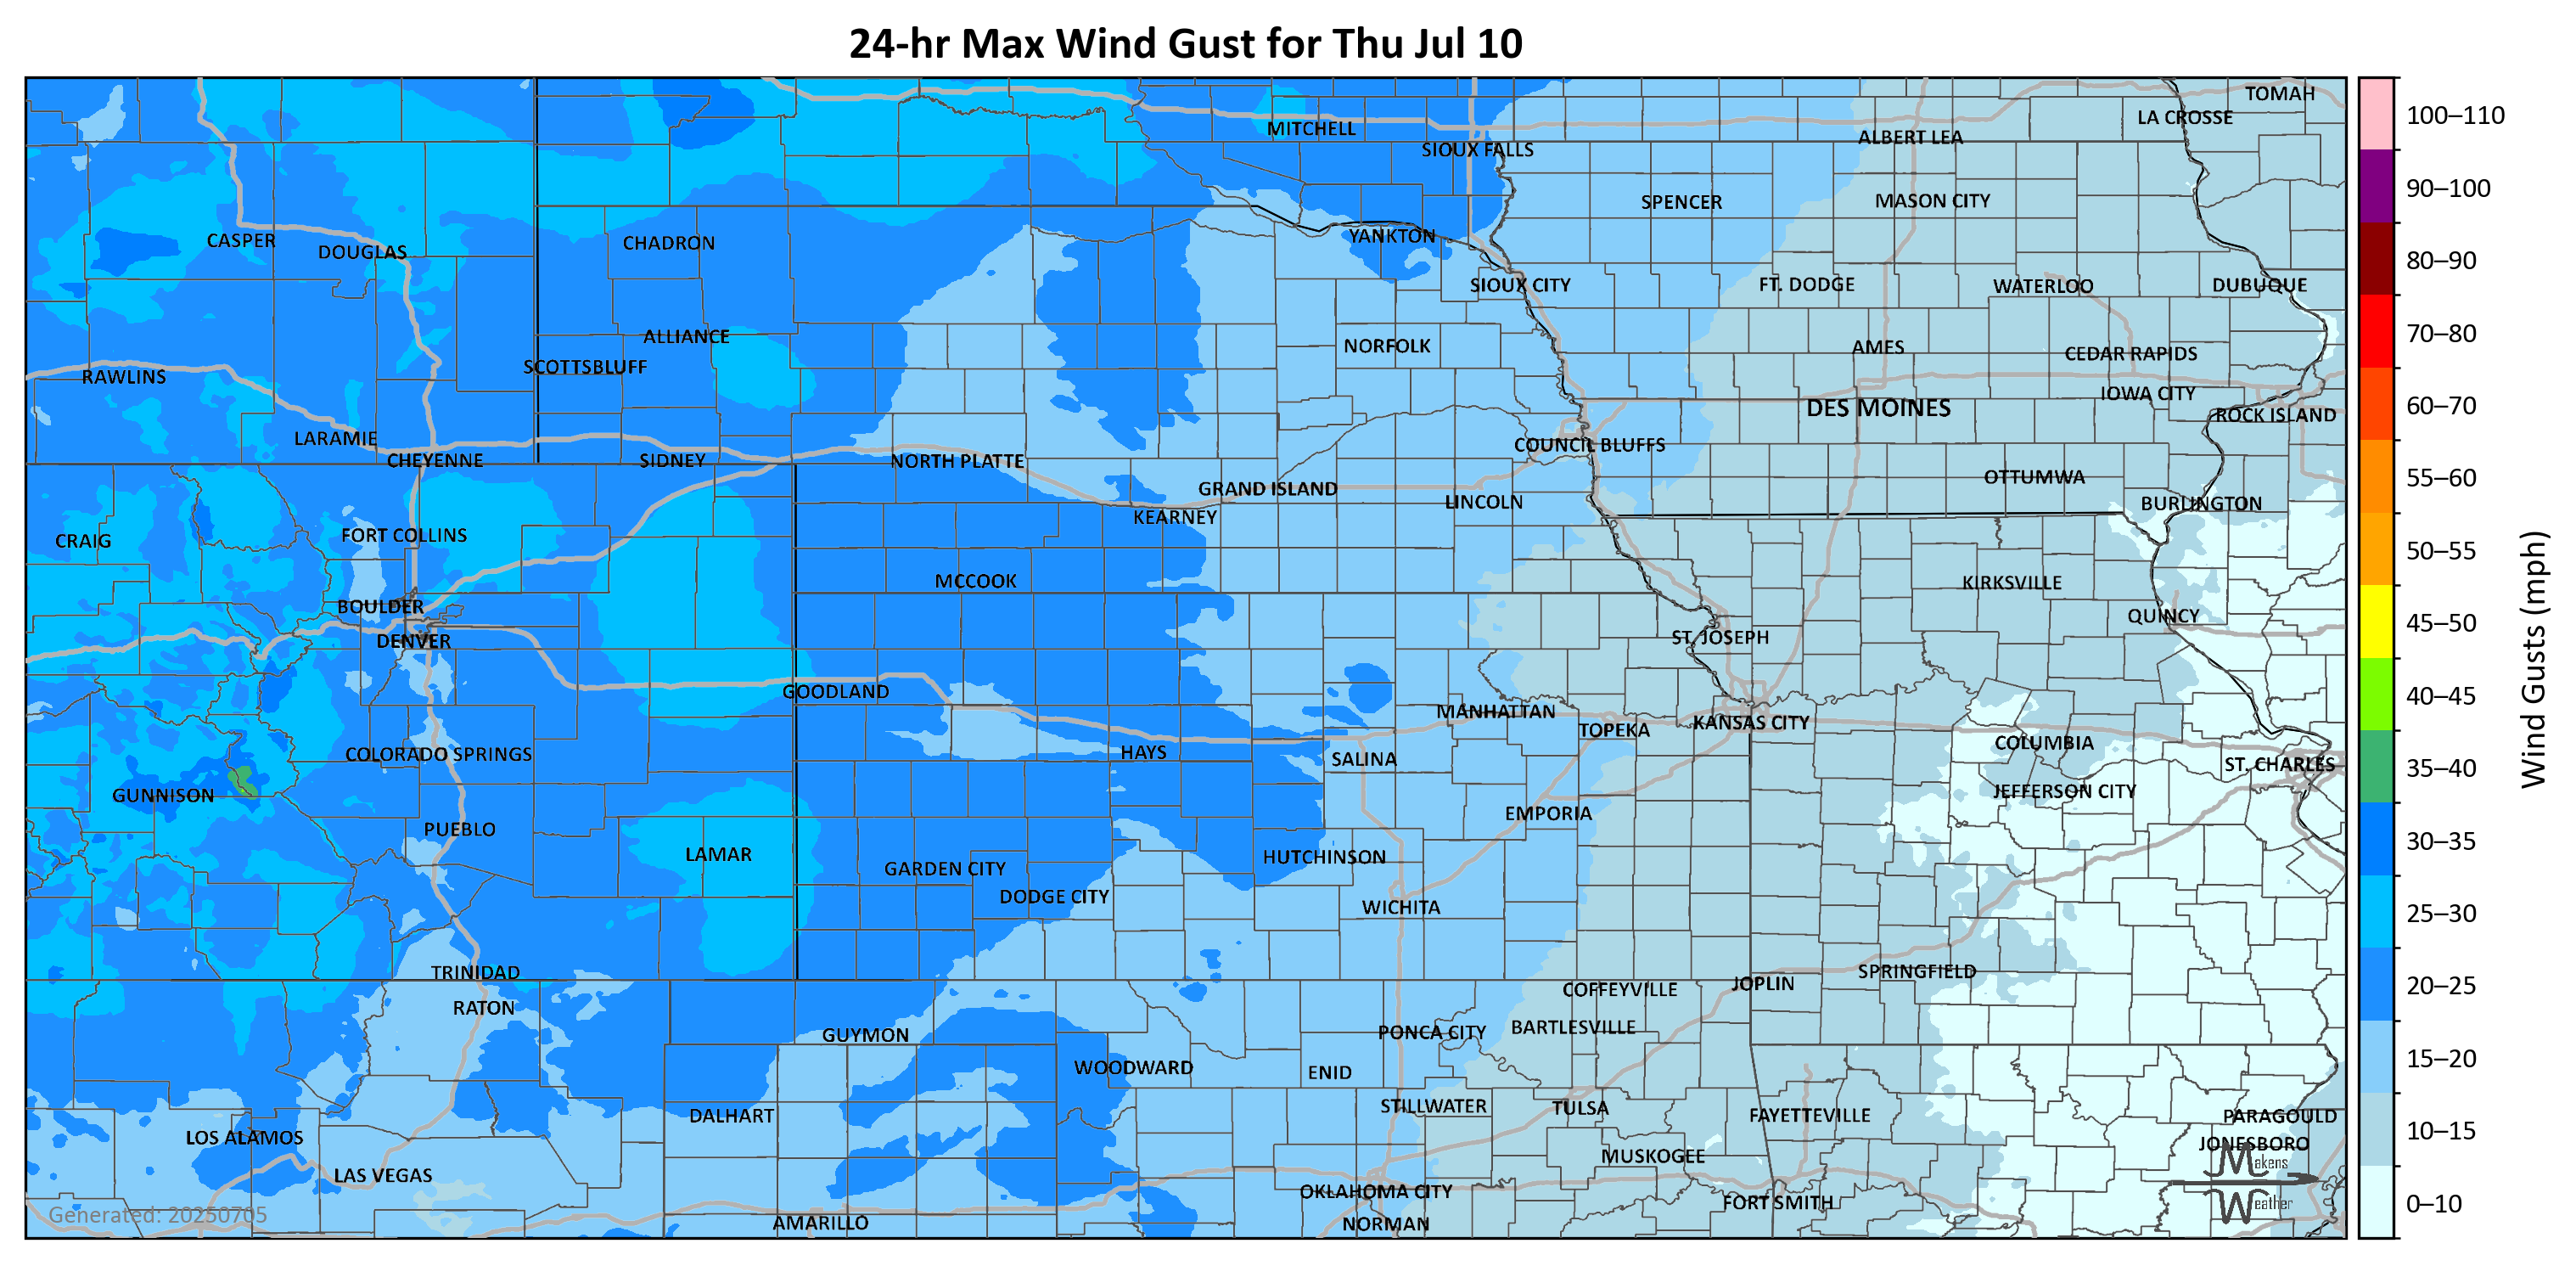 24-hr Max Wind Gust for Thu Jul 10
TOMAH
LA CROSSE
MITCHELL
ALBERT LEA
SIOUX FALLS
SPENCER
MASON CITY
CASPER
DOUGLAS
CHADRON
YANKTON
SIOUX CITY
FT. DODGE
WATERLOO
DUBUQUE
ALLIANCE
NORFOLK
AMES
CEDAR RAPIDS
SCOTTSBLUFF
RAWLINS
IOWA CITY
DES MOINES
ROCK ISLAND
LARAMIE
COUNCIL BLUFFS
CHEYENNE
SIDNEY
NORTH PLATTE
OTTUMWA
GRAND ISLAND
LINCOLN
BURLINGTON
KEARNEY
CRAIG
FORT COLLINS
MCCOOK
KIRKSVILLE
BOULDER
QUINCY
DENVER
ST. JOSEPH
GOODLAND
MANHATTAN
KANSAS CITY
TOPEKA
COLUMBIA
COLORADO SPRINGS
HAYS
SALINA
ST. CHARLES
JEFFERSON CITY
GUNNISON
EMPORIA
PUEBLO
LAMAR
HUTCHINSON
GARDEN CITY
DODGE CITY
WICHITA
TRINIDAD
SPRINGFIELD
JOPLIN
COFFEYVILLE
RATON
BARTLESVILLE
PONCA CITY
GUYMON
WOODWARD
ENID
STILLWATER
TULSA
DALHART
FAYETTEVILLE
PARAGOULD
LOS ALAMOS
JONESBORO
MUSKOGEE
LAS VEGAS
OKLAHOMA CITY
FORT SMITH
AMARILLO
NORMAN
Generated: 20250705
Makens
Weather
100–110
90–100
80–90
70–80
60–70
55–60
50–55
45–50
40–45
35–40
30–35
25–30
20–25
15–20
10–15
0–10
Wind Gusts (mph)